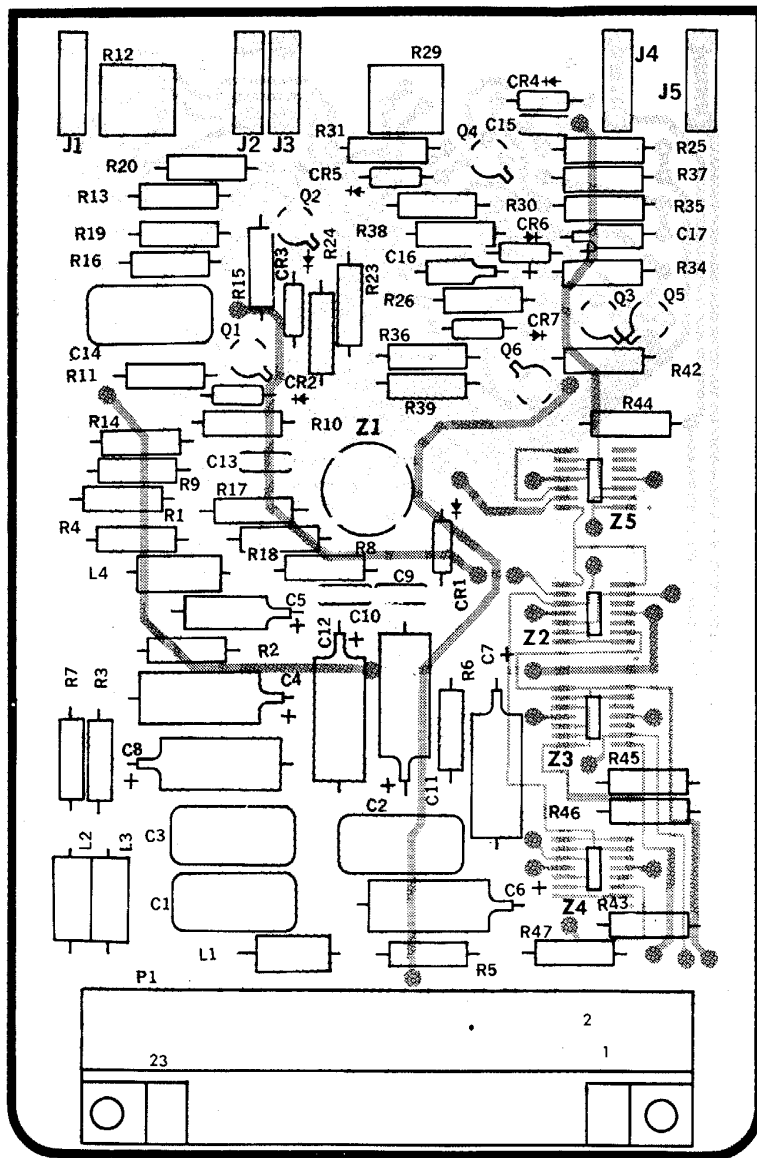 R12
R29
J4
CR4
J5
C15
J1
J2
J3
R31
Q4
R25
R20
CR5
R37
R13
Q2
R30
R35
CR6
R19
R24
R38
C17
R16
CR3
C16
R34
R15
R23
R26
Q3
Q5
Q1
CR7
C14
R36
Q6
R11
CR2
R42
R39
R44
R14
R10
Z1
C13
R9
R17
R4
R1
Z5
R18
R8
L4
C9
CR1
C5
C10
Z2
C12
+
+
R2
R6
C7
+
R7
R3
C4
+
C8
Z3
R45
+
+
C11
R46
C3
C2
L2
L3
C1
C6
+
Z4
R43
L1
R47
R5
P1
2
1
23
+